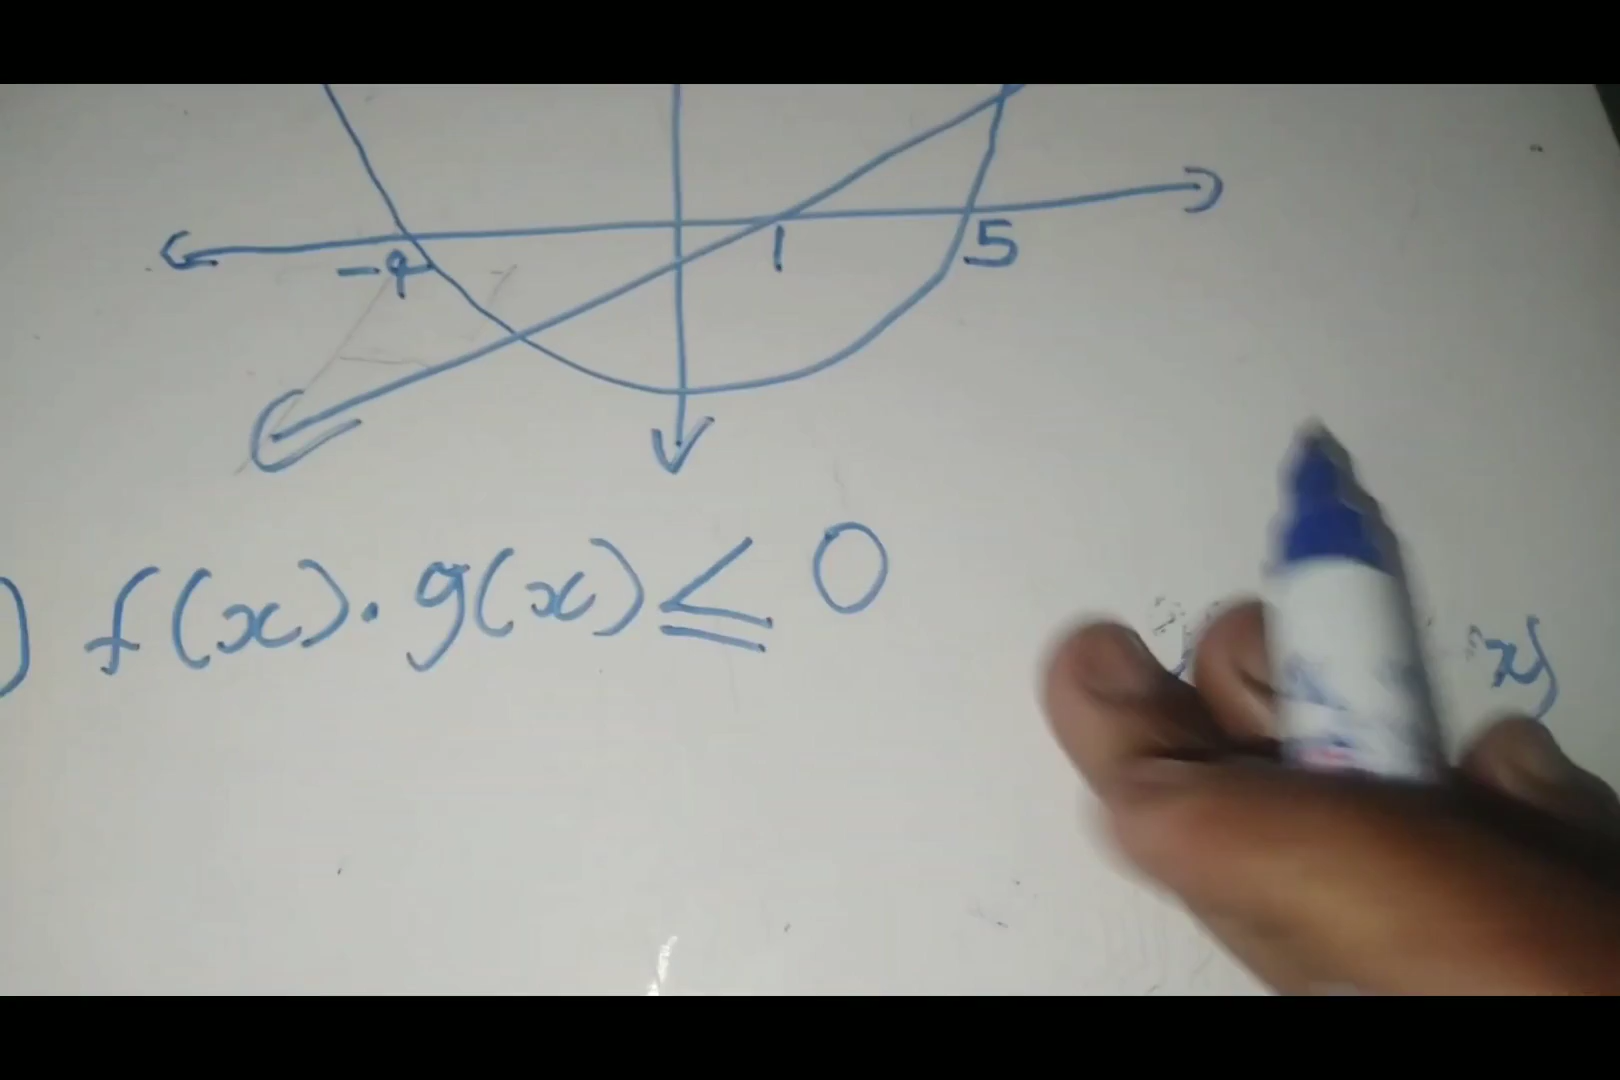 -4 1 5
) f(x). g(x) ≤ 0
x)